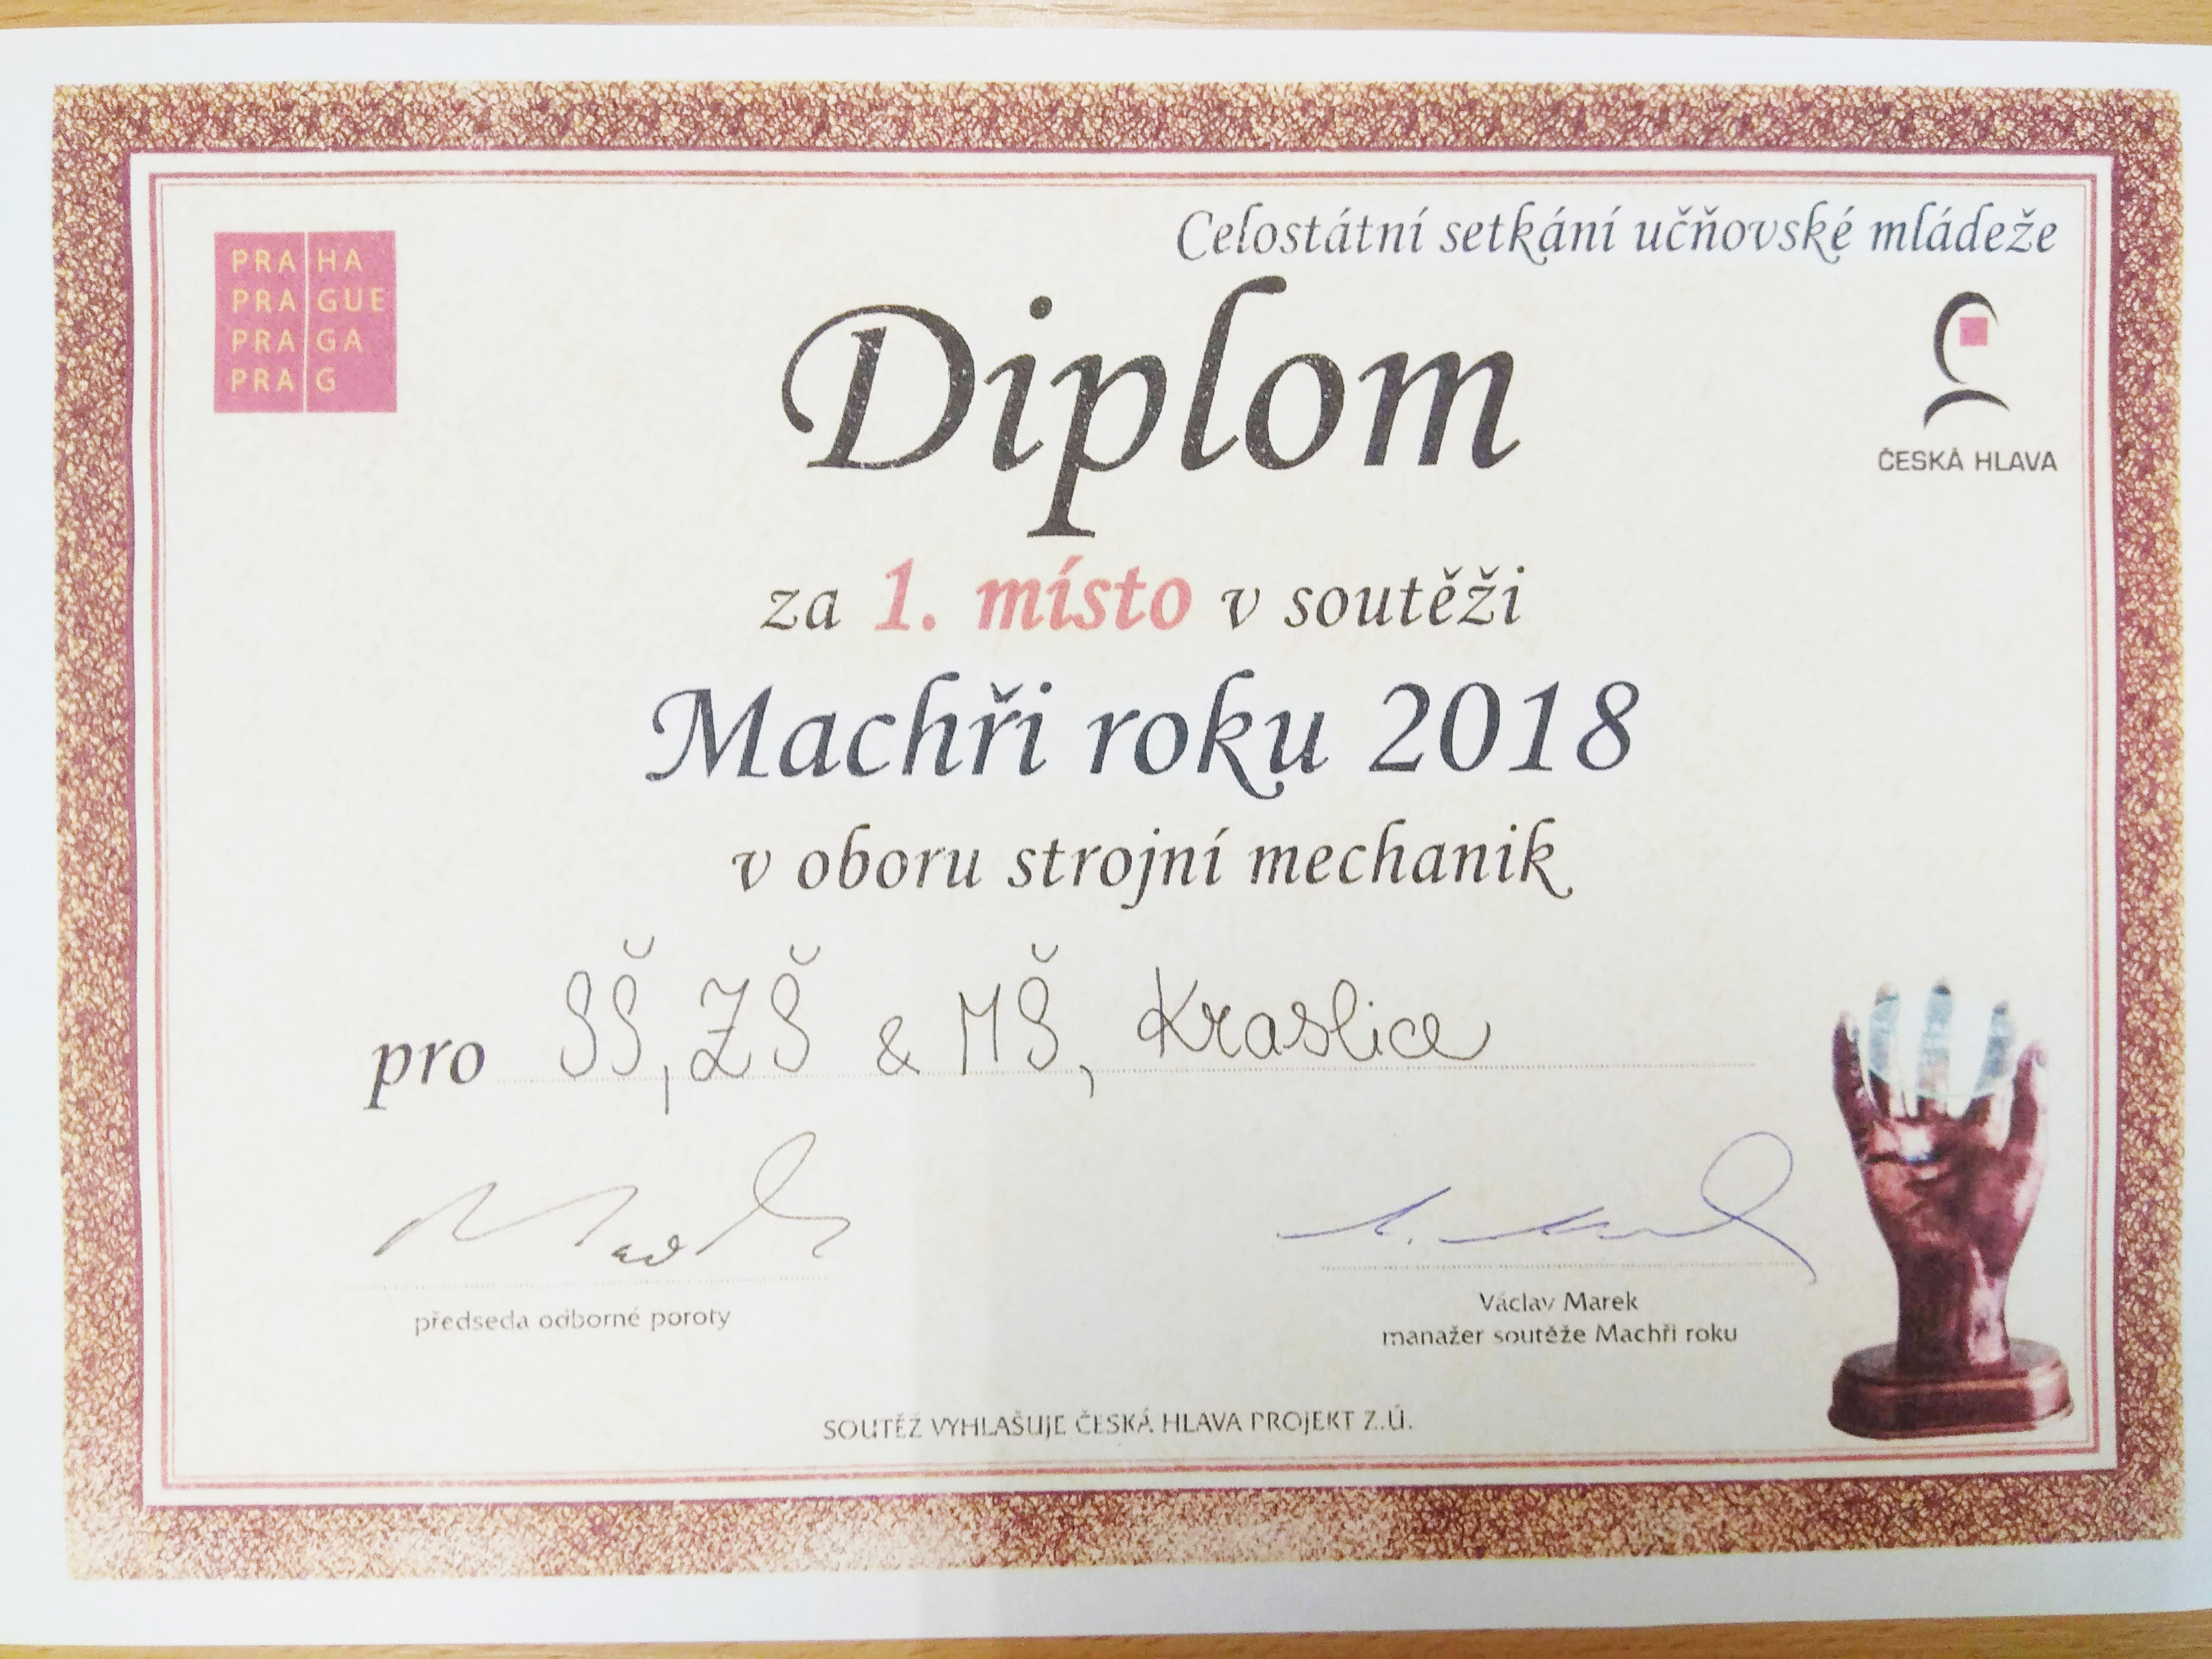 Celostátní setkání učňovské mládeže
PRA HA
PRA GUE
PRA GA
PRA G
Diplom
ČESKÁ HLAVA
za 1. místo v soutěži
Machři roku 2018
v oboru strojní mechanik
pro SŠ, ZŠ & MŠ, Kraslice
předseda odborné poroty
Václav Marek
manažer soutěže Machři roku
SOUTĚŽ VYHLAŠUJE ČESKÁ HLAVA PROJEKT Z.Ú.